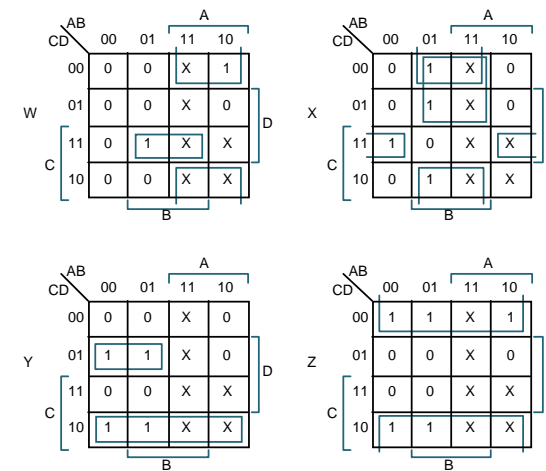 A
AB
CD 00 01 11 10
00 0 0 X 1
01 0 0 X 0
W
D
11 0 1 X X
C
10 0 0 X X
B
A
AB
CD 00 01 11 10
00 0 1 X 0
01 0 1 X 0
X
11 1 0 X X
C
10 0 1 X X
B
A
AB
CD 00 01 11 10
00 0 0 X 0
01 1 1 X 0
Y
D
11 0 0 X X
C
10 1 1 X X
B
A
AB
CD 00 01 11 10
00 1 1 X 1
01 0 0 X 0
Z
11 0 0 X X
C
10 1 1 X X
B